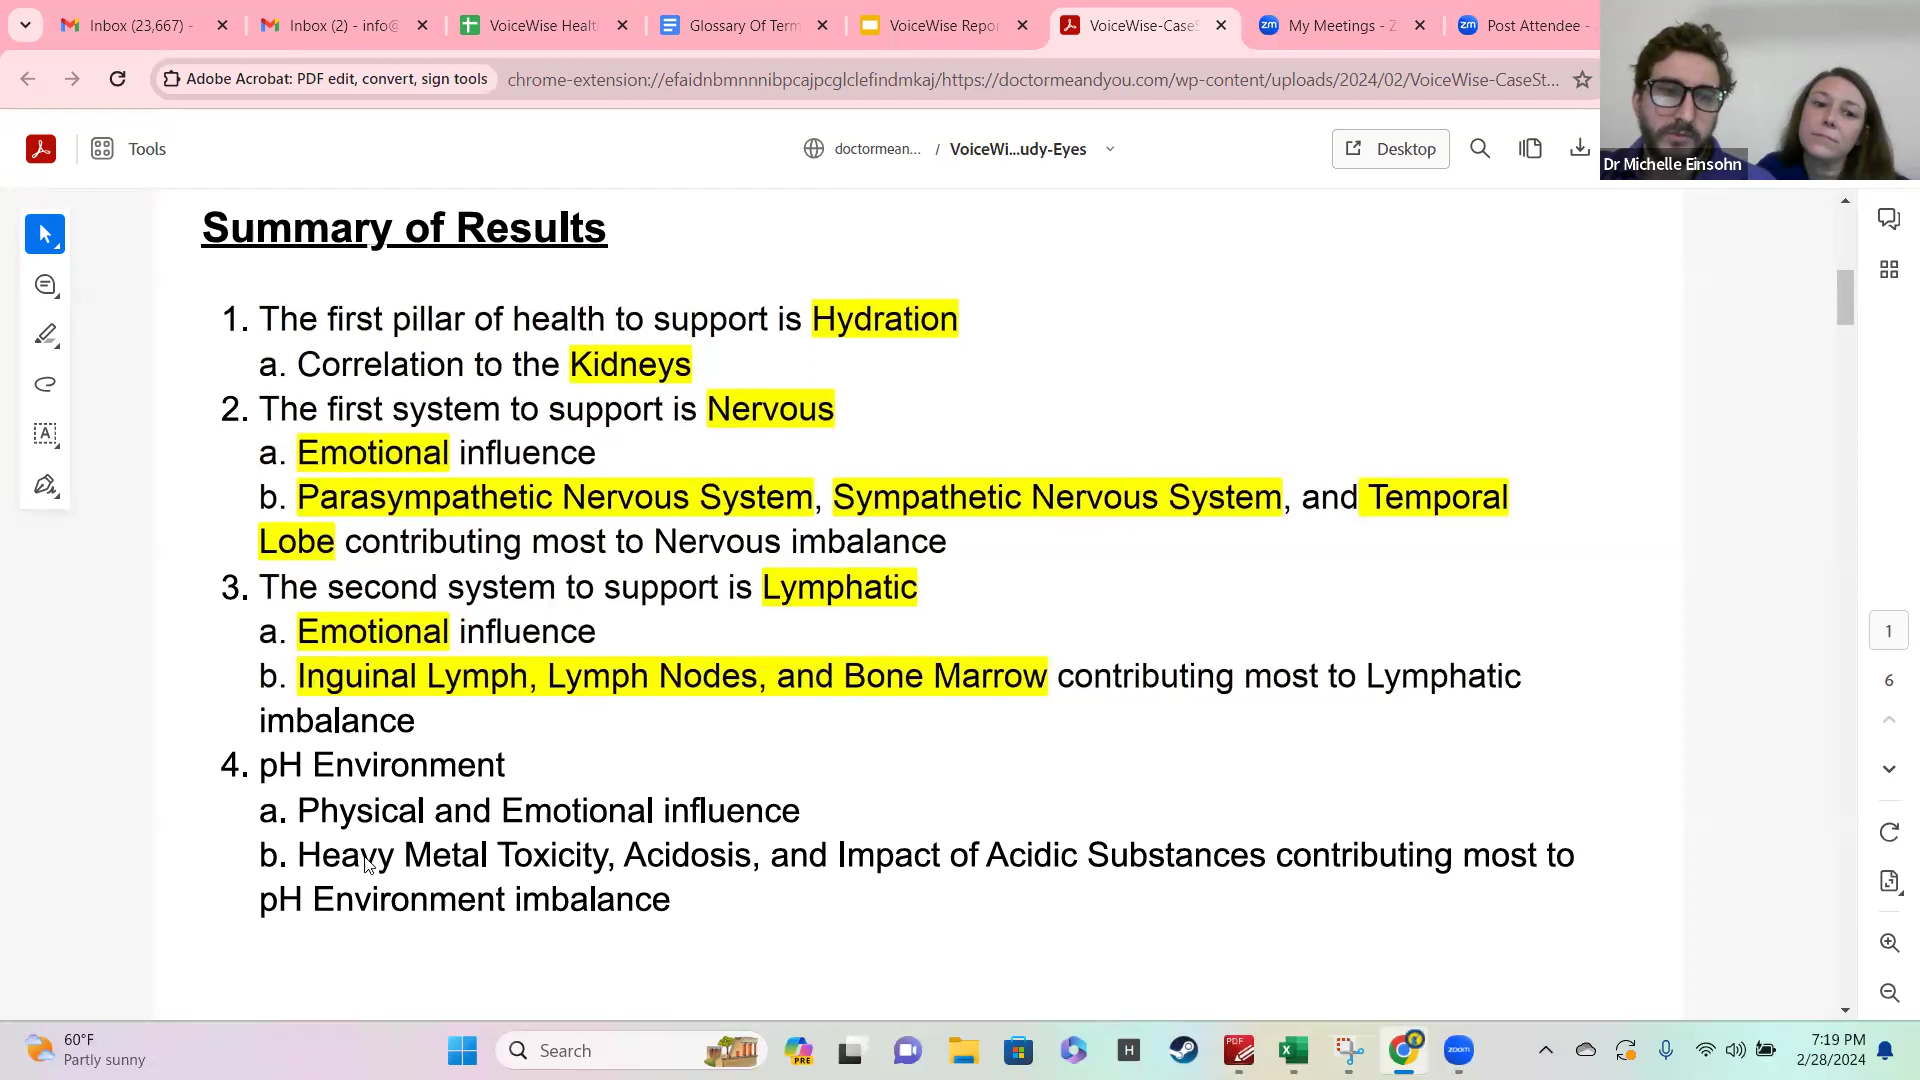 Inbox (23,667) -
Inbox (2) - info@
VoiceWise Healt
Glossary Of Term
VoiceWise Repor
VoiceWise-CaseS
My Meetings - Z
Post Attendee -
Adobe Acrobat: PDF edit, convert, sign tools
chrome-extension://efaidnbmnnnibpcajpcglclefindmkaj/https://doctormeandyou.com/wp-content/uploads/2024/02/VoiceWise-CaseSt...
Dr Michelle Einsohn
Tools
doctormean... / VoiceWi...udy-Eyes
Desktop
Summary of Results
1. The first pillar of health to support is Hydration
a. Correlation to the Kidneys
2. The first system to support is Nervous
a. Emotional influence
b. Parasympathetic Nervous System, Sympathetic Nervous System, and Temporal
Lobe contributing most to Nervous imbalance
3. The second system to support is Lymphatic
a. Emotional influence
b. Inguinal Lymph, Lymph Nodes, and Bone Marrow contributing most to Lymphatic
imbalance
4. pH Environment
a. Physical and Emotional influence
b. Heavy Metal Toxicity, Acidosis, and Impact of Acidic Substances contributing most to
pH Environment imbalance
1
6
60°F
Partly sunny
Search
PRE
H
PDF
zoom
7:19 PM
2/28/2024